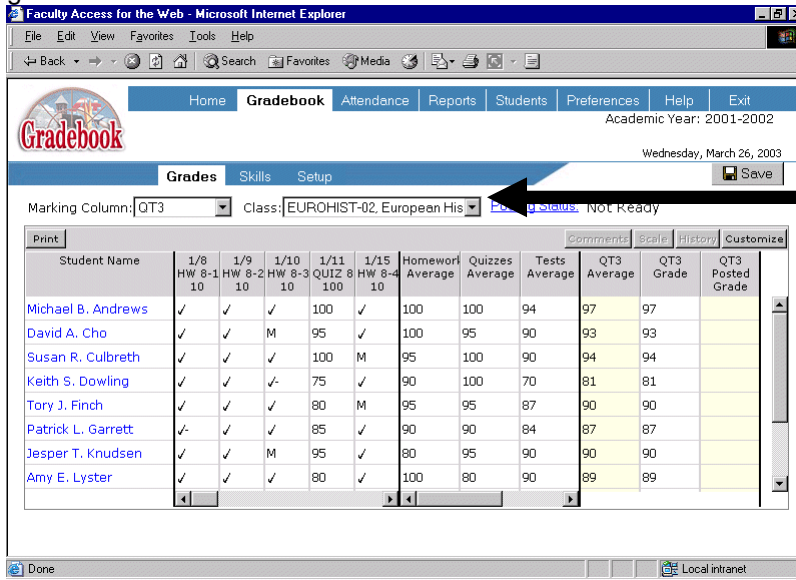 Faculty Access for the Web - Microsoft Internet Explorer
File Edit View Favorites Tools Help
Back Search Favorites Media
Home Gradebook Attendance Reports Students Preferences Help Exit
Gradebook
Academic Year: 2001-2002
Wednesday, March 26, 2003
Grades Skills Setup Save
Marking Column: QT3 Class: EUROHIST-02, European His Posting Status: Not Ready
Print Comments Scale History Customize
Student Name 1/8 HW 8-1 10 1/9 HW 8-2 10 1/10 HW 8-3 10 1/11 QUIZ 8 100 1/15 HW 8-4 10 Homework Average Quizzes Average Tests Average QT3 Average QT3 Grade QT3 Posted Grade
Michael B. Andrews ✓ ✓ ✓ 100 ✓ 100 100 94 97 97
David A. Cho ✓ ✓ M 95 ✓ 100 95 90 93 93
Susan R. Culbreth ✓ ✓ ✓ 100 M 95 100 90 94 94
Keith S. Dowling ✓ ✓ ✓- 75 ✓ 90 100 70 81 81
Tory J. Finch ✓ ✓ ✓ 80 M 95 95 87 90 90
Patrick L. Garrett ✓- ✓ ✓ 85 ✓ 90 90 84 87 87
Jesper T. Knudsen ✓ ✓ M 95 ✓ 80 95 90 90 90
Amy E. Lyster ✓ ✓ ✓ 80 ✓ 100 80 90 89 89
Done Local intranet